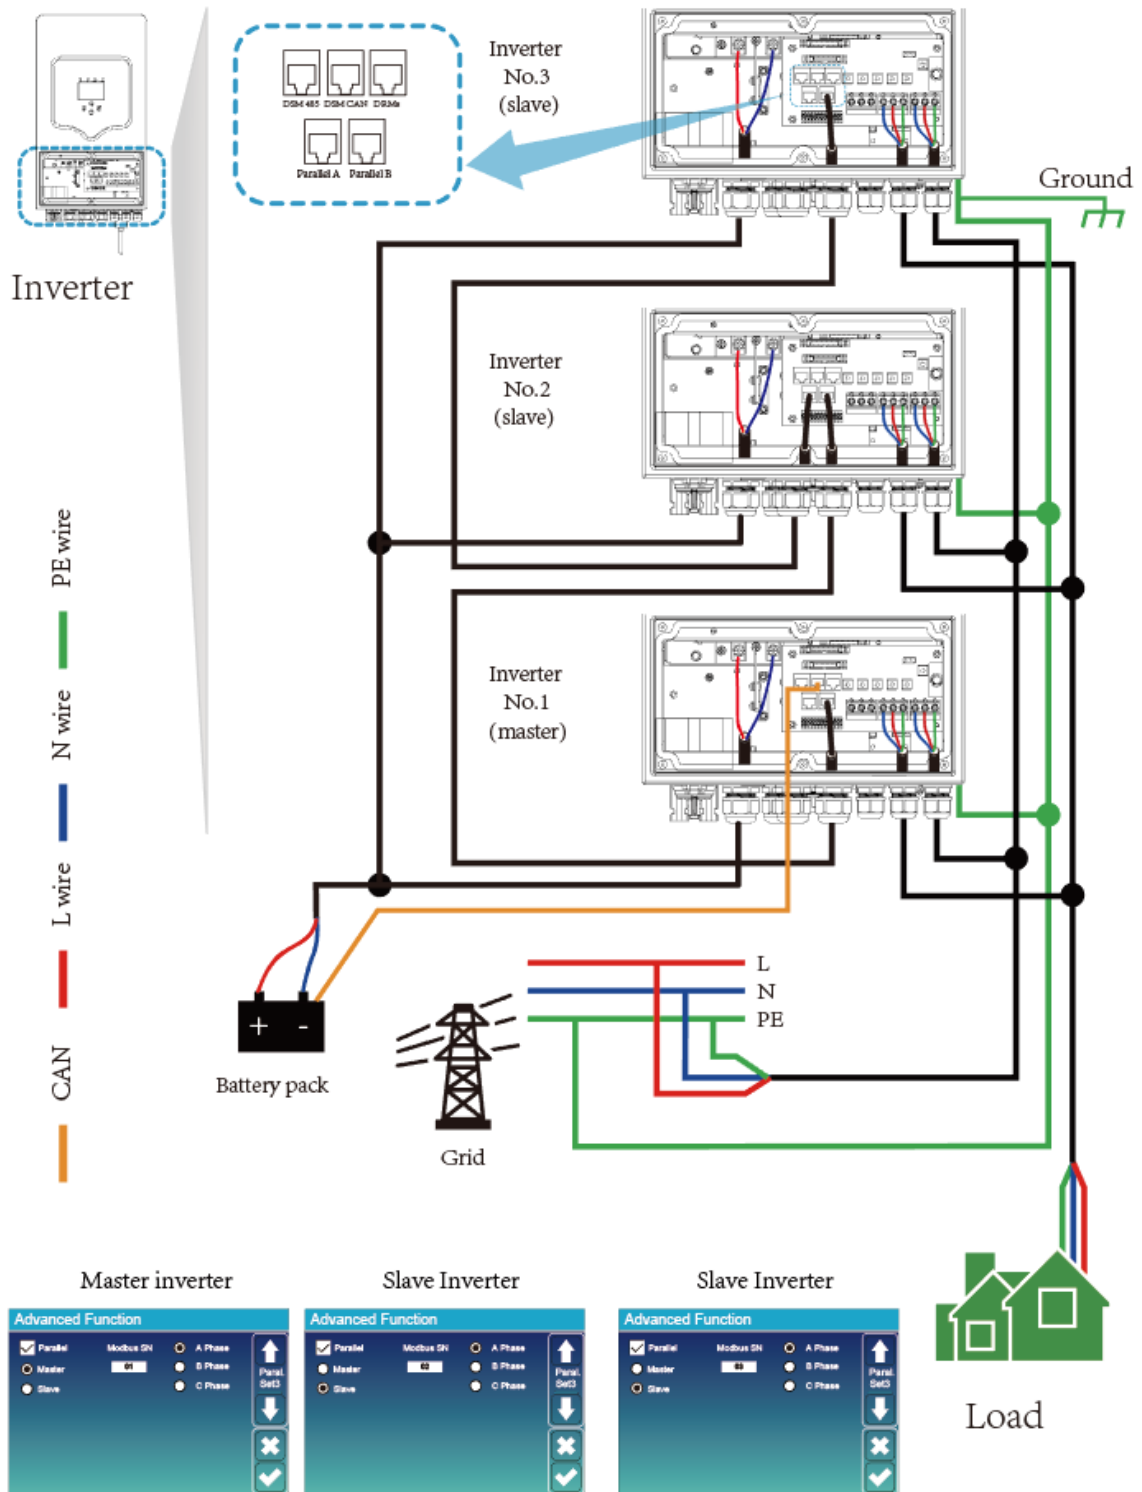 DSM 485 DSM CAN DRMs
Parallel A Parallel B
Inverter
No.3
(slave)
Ground
Inverter
Inverter
No.2
(slave)
PE wire
N wire
L wire
CAN
Inverter
No.1
(master)
L
N
PE
+ -
Battery pack
Grid
Master inverter
Slave Inverter
Slave Inverter
Advanced Function
Parallel Modbus SN A Phase
Master 01 B Phase
Slave C Phase
Paral.
Set3
Advanced Function
Parallel Modbus SN A Phase
Master 02 B Phase
Slave C Phase
Paral.
Set3
Advanced Function
Parallel Modbus SN A Phase
Master 03 B Phase
Slave C Phase
Paral.
Set3
Load